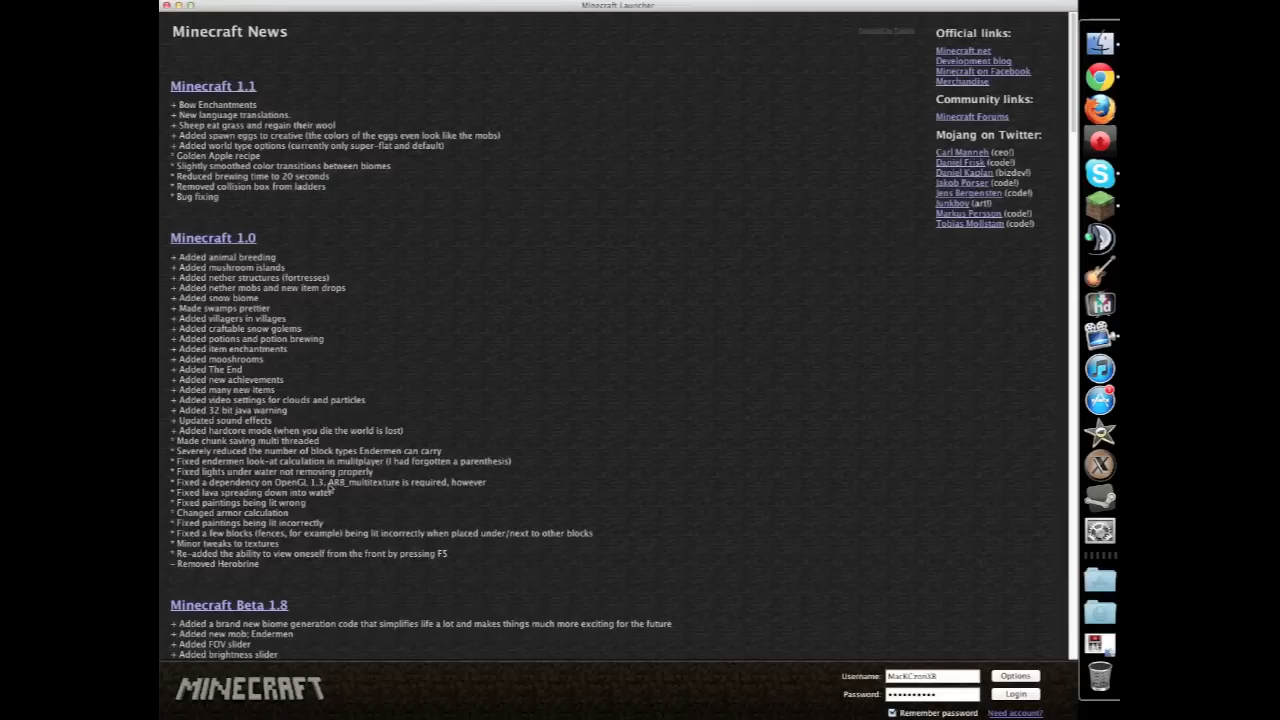 Minecraft Launcher
Minecraft News
Powered by Tumblr
Minecraft 1.1
+ Bow Enchantments
+ New language translations.
+ Sheep eat grass and regain their wool
+ Added spawn eggs to creative (the colors of the eggs even look like the mobs)
+ Added world type options (currently only super-flat and default)
* Golden Apple recipe
* Slightly smoothed color transitions between biomes
* Reduced brewing time to 20 seconds
* Removed collision box from ladders
* Bug fixing
Minecraft 1.0
+ Added animal breeding
+ Added mushroom islands
+ Added nether structures (fortresses)
+ Added nether mobs and new item drops
+ Added snow biome
+ Made swamps prettier
+ Added villagers in villages
+ Added craftable snow golems
+ Added potions and potion brewing
+ Added item enchantments
+ Added mooshrooms
+ Added The End
+ Added new achievements
+ Added many new items
+ Added video settings for clouds and particles
+ Added 32 bit java warning
+ Updated sound effects
+ Added hardcore mode (when you die the world is lost)
* Made chunk saving multi threaded
* Severely reduced the number of block types Endermen can carry
* Fixed endermen look-at calculation in mulitplayer (I had forgotten a parenthesis)
* Fixed lights under water not removing properly
* Fixed a dependency on OpenGL 1.3. ARB_multitexture is required, however
* Fixed lava spreading down into water
* Fixed paintings being lit wrong
* Changed armor calculation
* Fixed paintings being lit incorrectly
* Fixed a few blocks (fences, for example) being lit incorrectly when placed under/next to other blocks
* Minor tweaks to textures
* Re-added the ability to view oneself from the front by pressing F5
- Removed Herobrine
Minecraft Beta 1.8
+ Added a brand new biome generation code that simplifies life a lot and makes things much more exciting for the future
+ Added new mob; Endermen
+ Added FOV slider
+ Added brightness slider
Official links:
Minecraft.net
Development blog
Minecraft on Facebook
Merchandise
Community links:
Minecraft Forums
Mojang on Twitter:
Carl Manneh (ceo!)
Daniel Frisk (code!)
Daniel Kaplan (bizdev!)
Jakob Porser (code!)
Jens Bergensten (code!)
Junkboy (art!)
Markus Persson (code!)
Tobias Mollstam (code!)
hd
MINECRAFT
Username: MacKCzonXB
Options
Password: ••••••••••
Login
Remember password
Need account?